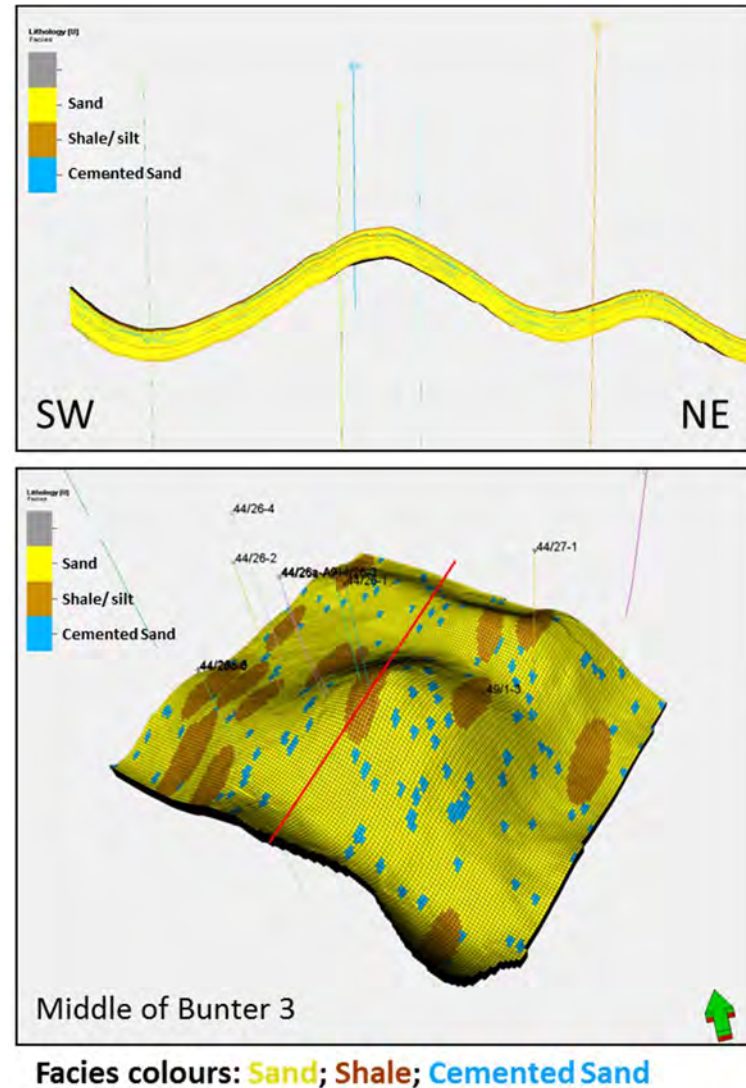 Lithology [U]
Facies
Sand
Shale/ silt
Cemented Sand
SW
NE
Lithology [U]
Facies
Sand
Shale/ silt
Cemented Sand
44/26-4
44/26-2
44/27-1
49/1-3
Middle of Bunter 3
Facies colours: Sand; Shale; Cemented Sand